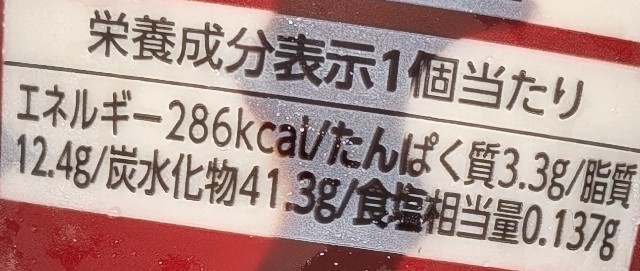 栄養成分表示1個当たり
エネルギー286kcal/たんぱく質3.3g/脂質
12.4g/炭水化物41.3g/食塩相当量0.137g